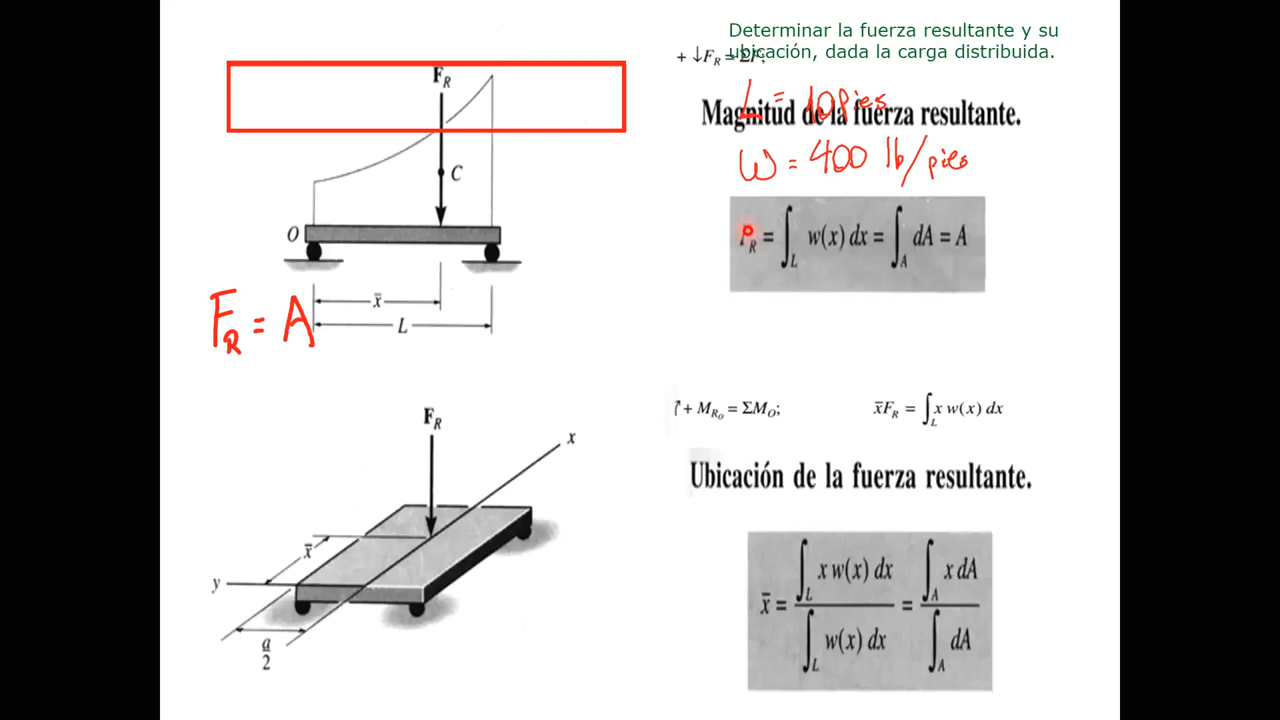 Determinar la fuerza resultante y su
ubicación, dada la carga distribuida.
+ ↓F_R = ΣF;
L = 10 pies
Magnitud de la fuerza resultante.
w = 400 lb/pies
F_R = ∫_L w(x) dx = ∫_A dA = A
F_R
C
O
x̄
L
F_R = A
↱ + M_{R_O} = ΣM_O;
x̄F_R = ∫_L x w(x) dx
Ubicación de la fuerza resultante.
x̄ = ∫_L x w(x) dx / ∫_L w(x) dx = ∫_A x dA / ∫_A dA
F_R
x
x̄
y
a
2